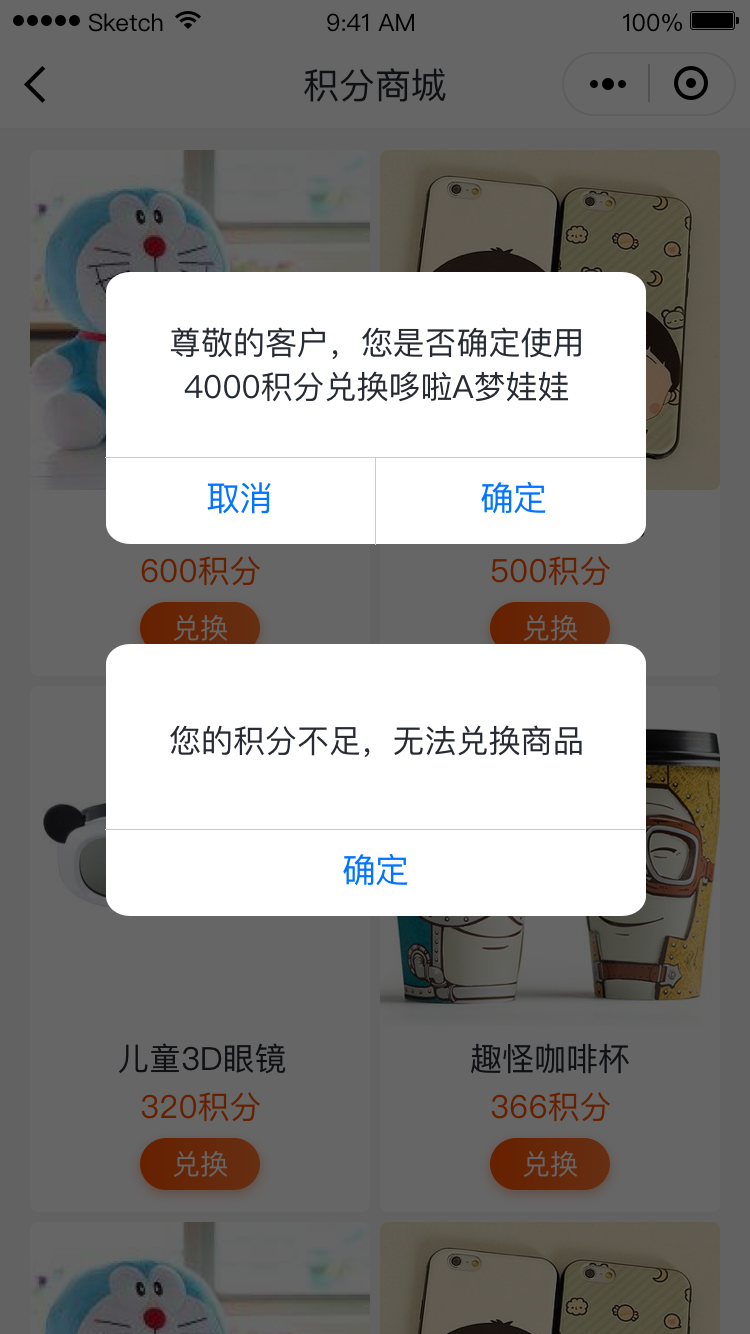 Sketch 9:41 AM 100%
积分商城
尊敬的客户，您是否确定使用
4000积分兑换哆啦A梦娃娃
取消 确定
600积分 500积分
兑换 兑换
您的积分不足，无法兑换商品
确定
儿童3D眼镜 趣怪咖啡杯
320积分 366积分
兑换 兑换